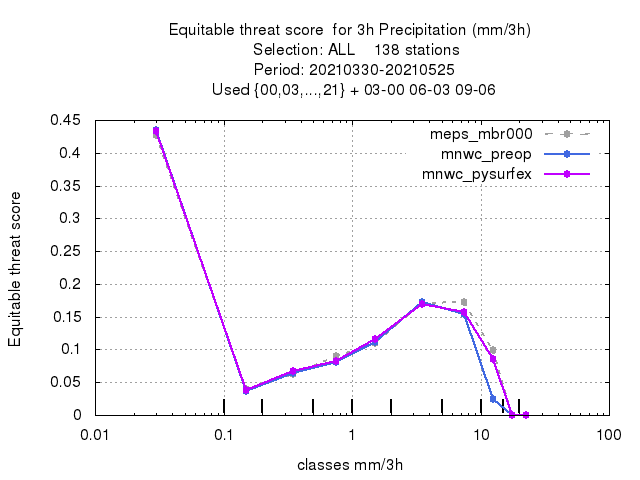 Equitable threat score  for 3h Precipitation (mm/3h)
Selection: ALL    138 stations
Period: 20210330-20210525
Used {00,03,...,21} + 03-00 06-03 09-06
meps_mbr000
mnwc_preop
mnwc_pysurfex
Equitable threat score
0.45
0.4
0.35
0.3
0.25
0.2
0.15
0.1
0.05
0
0.01 0.1 1 10 100
classes mm/3h